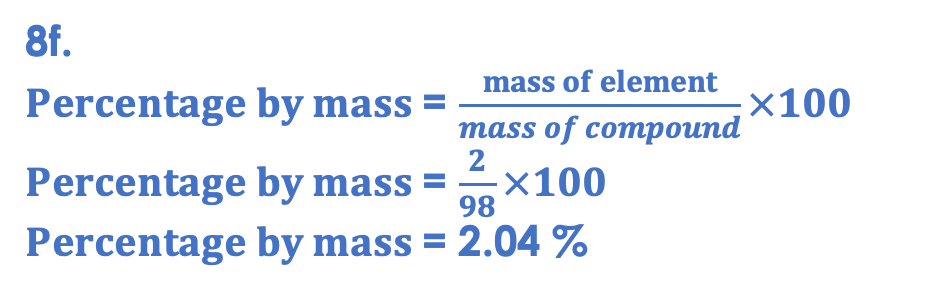 8f.
Percentage by mass = mass of element / mass of compound ×100
Percentage by mass = 2/98 ×100
Percentage by mass = 2.04 %